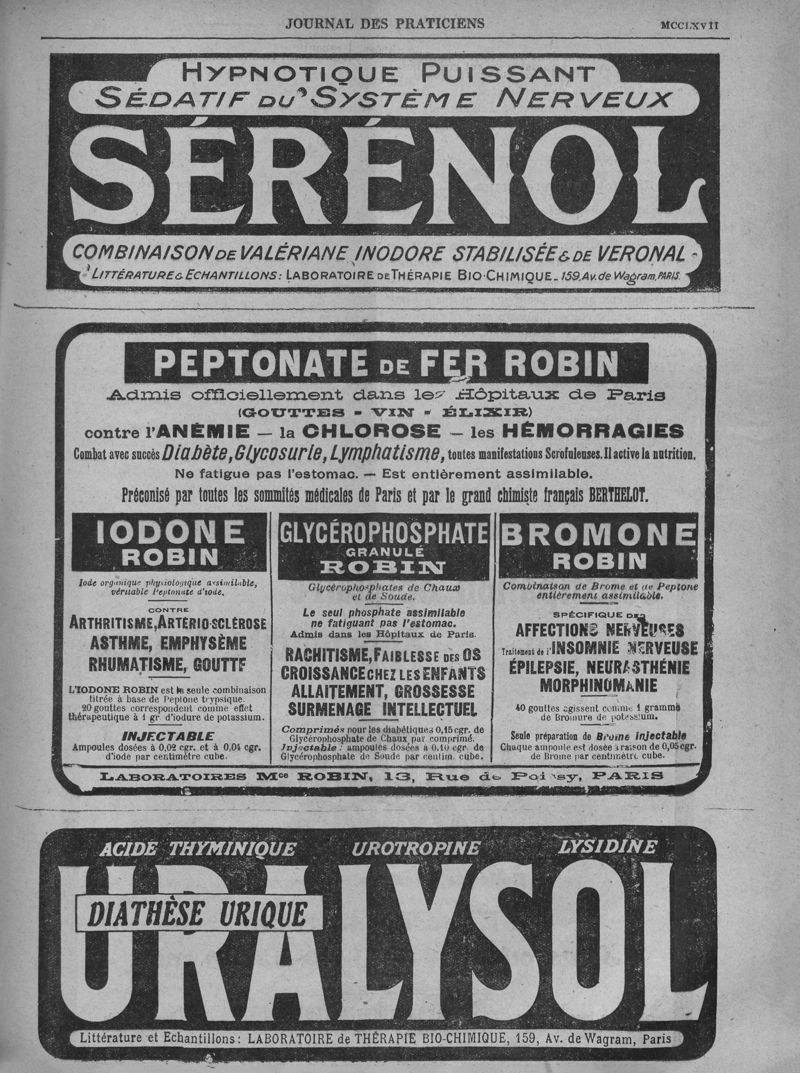 JOURNAL DES PRATICIENS
MCCLXVII
HYPNOTIQUE PUISSANT
SÉDATIF DU SYSTÈME NERVEUX
SÉRÉNOL
COMBINAISON DE VALÉRIANE INODORE STABILISÉE & DE VERONAL
LITTÉRATURE & ECHANTILLONS: LABORATOIRE DE THÉRAPIE BIO-CHIMIQUE_159, Av. de Wagram, PARIS.
PEPTONATE DE FER ROBIN
Admis officiellement dans les Hôpitaux de Paris
(GOUTTES - VIN - ÉLIXIR)
contre l'ANÉMIE — la CHLOROSE — les HÉMORRAGIES
Combat avec succès Diabète, Glycosurie, Lymphatisme, toutes manifestations Scrofuleuses. Il active la nutrition.
Ne fatigue pas l'estomac. — Est entièrement assimilable.
Préconisé par toutes les sommités médicales de Paris et par le grand chimiste français BERTHELOT.
IODONE
ROBIN
Iode organique physiologique assimilable,
véritable Peptonate d'iode.
CONTRE
ARTHRITISME, ARTÉRIO-SCLÉROSE
ASTHME, EMPHYSÈME
RHUMATISME, GOUTTE
L'IODONE ROBIN est la seule combinaison
titrée à base de Peptone trypsique.
20 gouttes correspondent comme effet
thérapeutique à 1 gr d'iodure de potassium.
INJECTABLE
Ampoules dosées à 0,02 cgr. et à 0,04 cgr.
d'iode par centimètre cube.
GLYCÉROPHOSPHATE
GRANULÉ
ROBIN
Glycérophosphates de Chaux
et de Soude.
Le seul phosphate assimilable
ne fatiguant pas l'estomac.
Admis dans les Hôpitaux de Paris.
RACHITISME, FAIBLESSE DES OS
CROISSANCE CHEZ LES ENFANTS
ALLAITEMENT, GROSSESSE
SURMENAGE INTELLECTUEL
Comprimés pour les diabétiques 0,15 cgr. de
Glycérophosphate de Chaux par comprimé.
Injectable: ampoules dosées à 0.10 cgr. de
Glycérophosphate de Soude par centim. cube.
BROMONE
ROBIN
Combinaison de Brome et de Peptone
entièrement assimilable.
SPÉCIFIQUE DES
AFFECTIONS NERVEUSES
Traitement de l'INSOMNIE NERVEUSE
ÉPILEPSIE, NEURASTHÉNIE
MORPHINOMANIE
40 gouttes agissent comme 1 gramme
de Bromure de potassium.
Seule préparation de Brome Injectable
Chaque ampoule est dosée à raison de 0,05 cgr.
de Brome par centimètre cube.
LABORATOIRES Mce ROBIN, 13, Rue de Poissy, PARIS
ACIDE THYMINIQUE UROTROPINE LYSIDINE
URALYSOL
DIATHÈSE URIQUE
Littérature et Echantillons: LABORATOIRE de THÉRAPIE BIO-CHIMIQUE, 159, Av. de Wagram, Paris